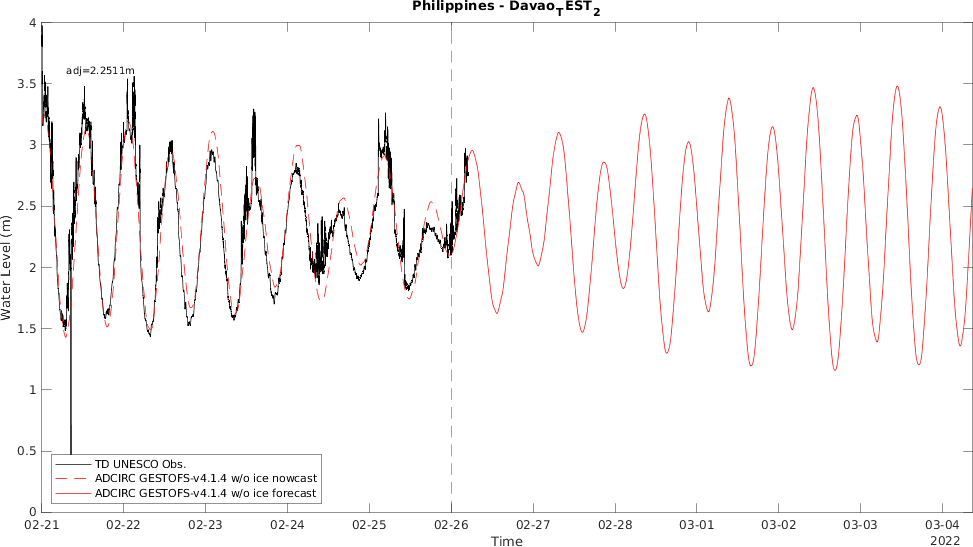 Philippines - Davao_TEST_2
4
adj=2.2511m
3.5
3
2.5
2
1.5
1
0.5
0
Water Level (m)
TD UNESCO Obs.
ADCIRC GESTOFS-v4.1.4 w/o ice nowcast
ADCIRC GESTOFS-v4.1.4 w/o ice forecast
02-21 02-22 02-23 02-24 02-25 02-26 02-27 02-28 03-01 03-02 03-03 03-04
Time
2022